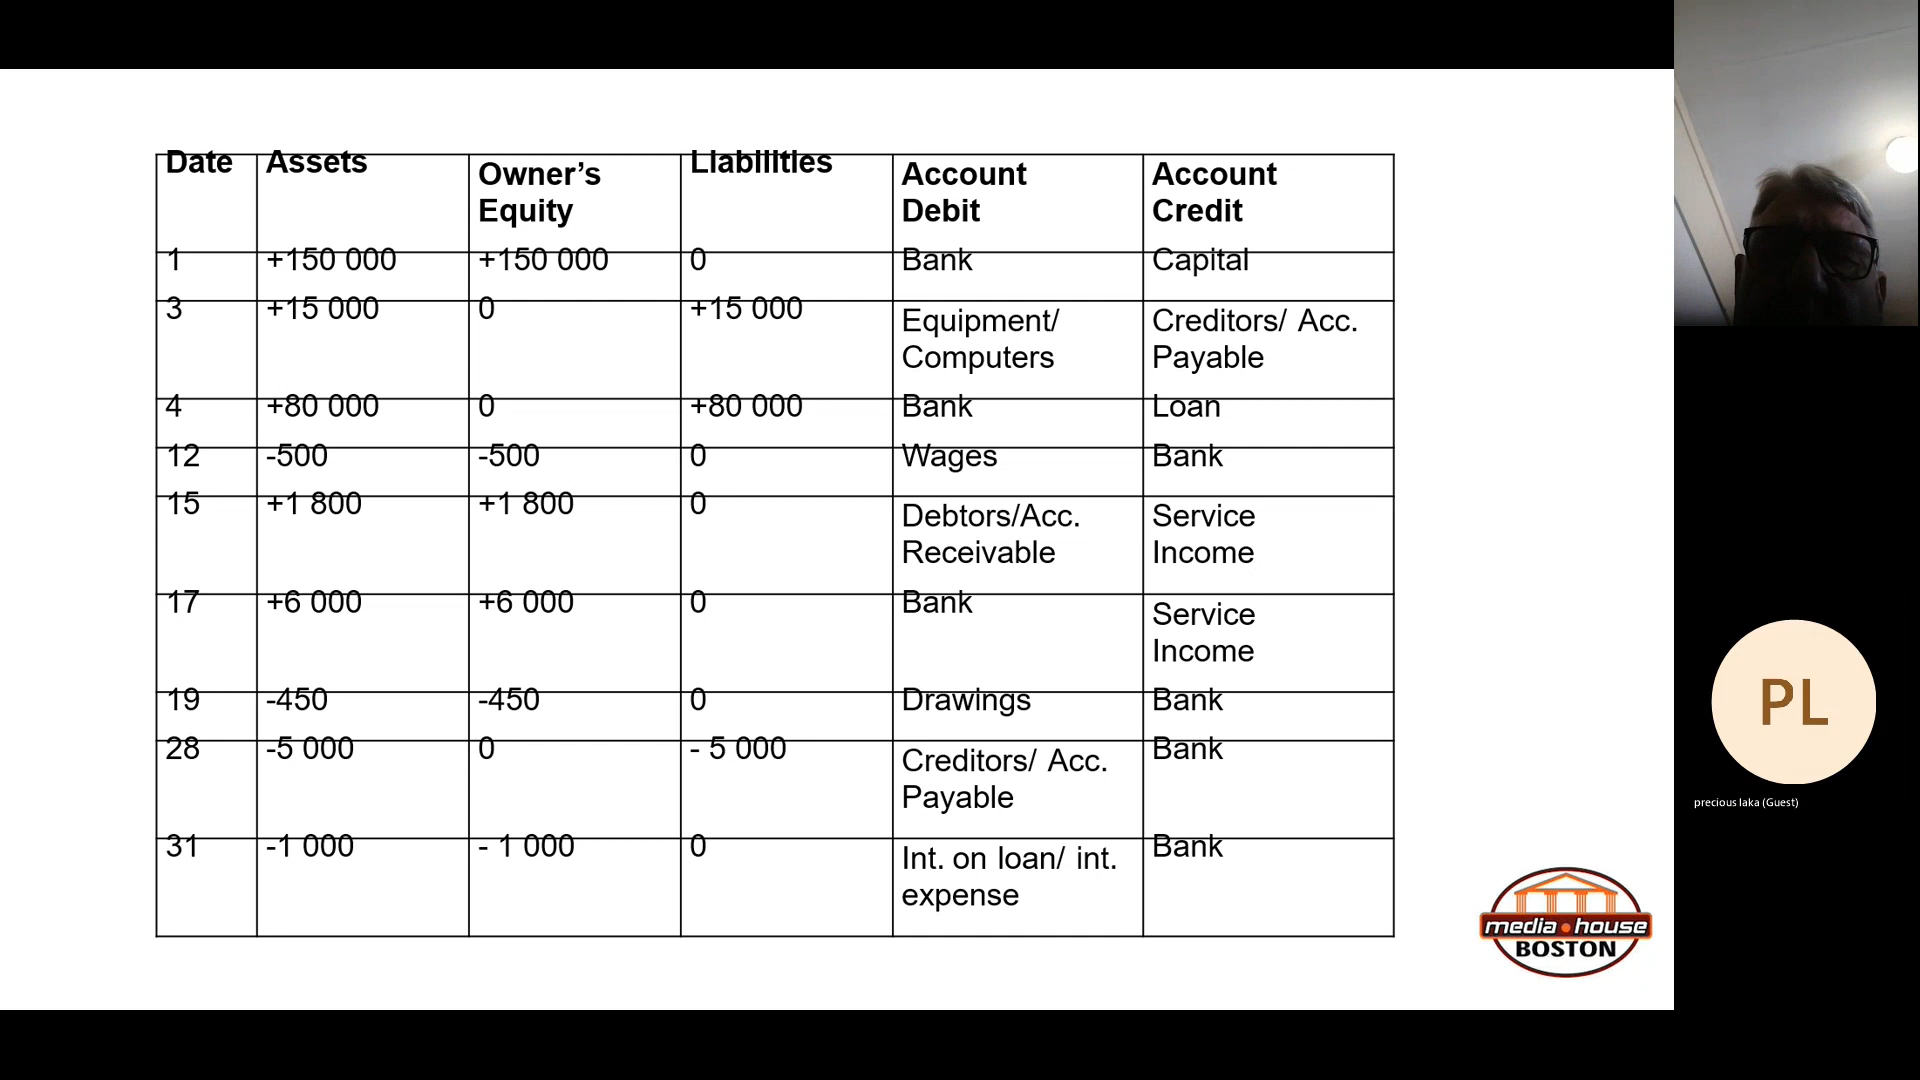 Date Assets Owner’s Equity Liabilities Account Debit Account Credit
1 +150 000 +150 000 0 Bank Capital
3 +15 000 0 +15 000 Equipment/ Computers Creditors/ Acc. Payable
4 +80 000 0 +80 000 Bank Loan
12 -500 -500 0 Wages Bank
15 +1 800 +1 800 0 Debtors/Acc. Receivable Service Income
17 +6 000 +6 000 0 Bank Service Income
19 -450 -450 0 Drawings Bank
28 -5 000 0 - 5 000 Creditors/ Acc. Payable Bank
31 -1 000 - 1 000 0 Int. on loan/ int. expense Bank
media • house
BOSTON
PL
precious laka (Guest)